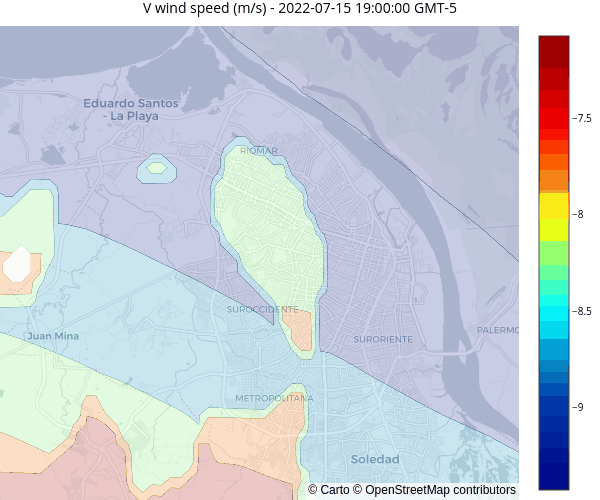 V wind speed (m/s) - 2022-07-15 19:00:00 GMT-5
Eduardo Santos
- La Playa
RIOMAR
SUROCCIDENTE
Juan Mina
SURORIENTE
PALERMO
METROPOLITANA
Soledad
−7.5
−8
−8.5
−9
© Carto © OpenStreetMap contributors